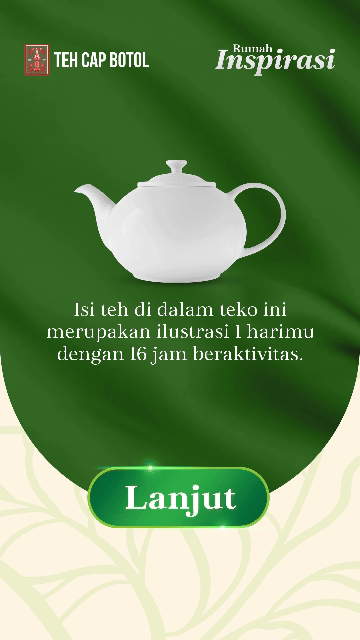 TEH CAP BOTOL
Rumah
Inspirasi
Isi teh di dalam teko ini
merupakan ilustrasi 1 harimu
dengan 16 jam beraktivitas.
Lanjut